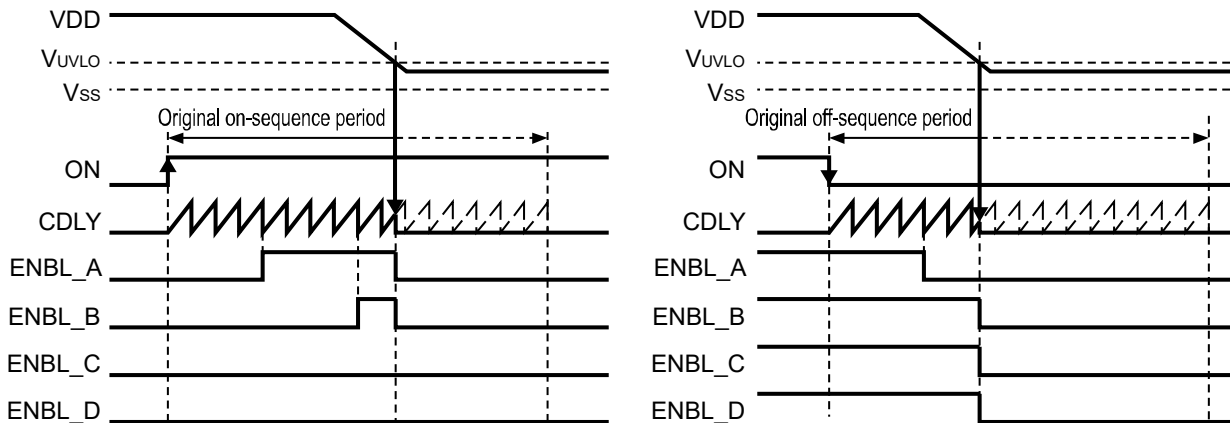 VDD
VUVLO
VSS
Original on-sequence period
ON
CDLY
ENBL_A
ENBL_B
ENBL_C
ENBL_D
VDD
VUVLO
VSS
Original off-sequence period
ON
CDLY
ENBL_A
ENBL_B
ENBL_C
ENBL_D